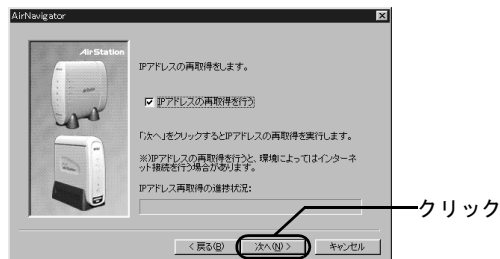 AirNavigator
AirStation
IPアドレスの再取得をします。
IPアドレスの再取得を行う
「次へ」をクリックするとIPアドレスの再取得を実行します。
※)IPアドレスの再取得を行うと、環境によってはインターネ
ット接続を行う場合があります。
IPアドレス再取得の進捗状況:
< 戻る(B)
次へ(N) >
キャンセル
クリック